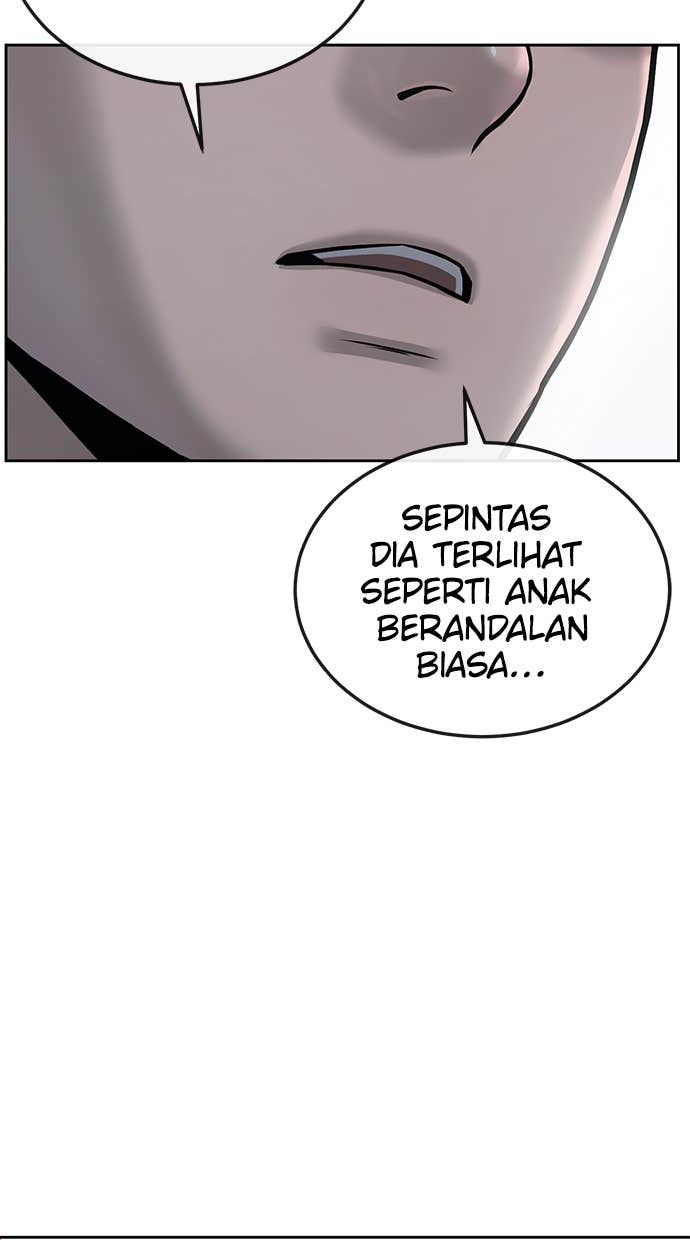 SEPINTAS
DIA TERLIHAT
SEPERTI ANAK
BERANDALAN
BIASA...